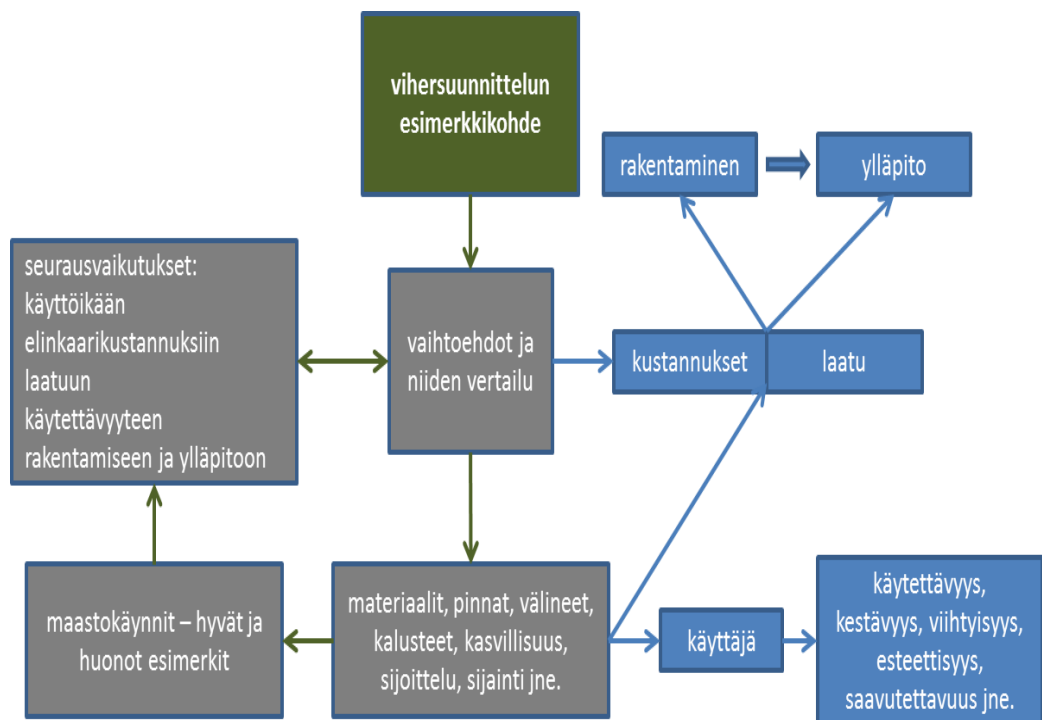 vihersuunnittelun
esimerkkikohde
rakentaminen
ylläpito
seurausvaikutukset:
käyttöikään
elinkaarikustannuksiin
laatuun
käytettävyyteen
rakentamiseen ja ylläpitoon
vaihtoehdot ja
niiden vertailu
kustannukset
laatu
maastokäynnit – hyvät ja
huonot esimerkit
materiaalit, pinnat, välineet,
kalusteet, kasvillisuus,
sijoittelu, sijainti jne.
käyttäjä
käytettävyys,
kestävyys, viihtyisyys,
esteettisyys,
saavutettavuus jne.